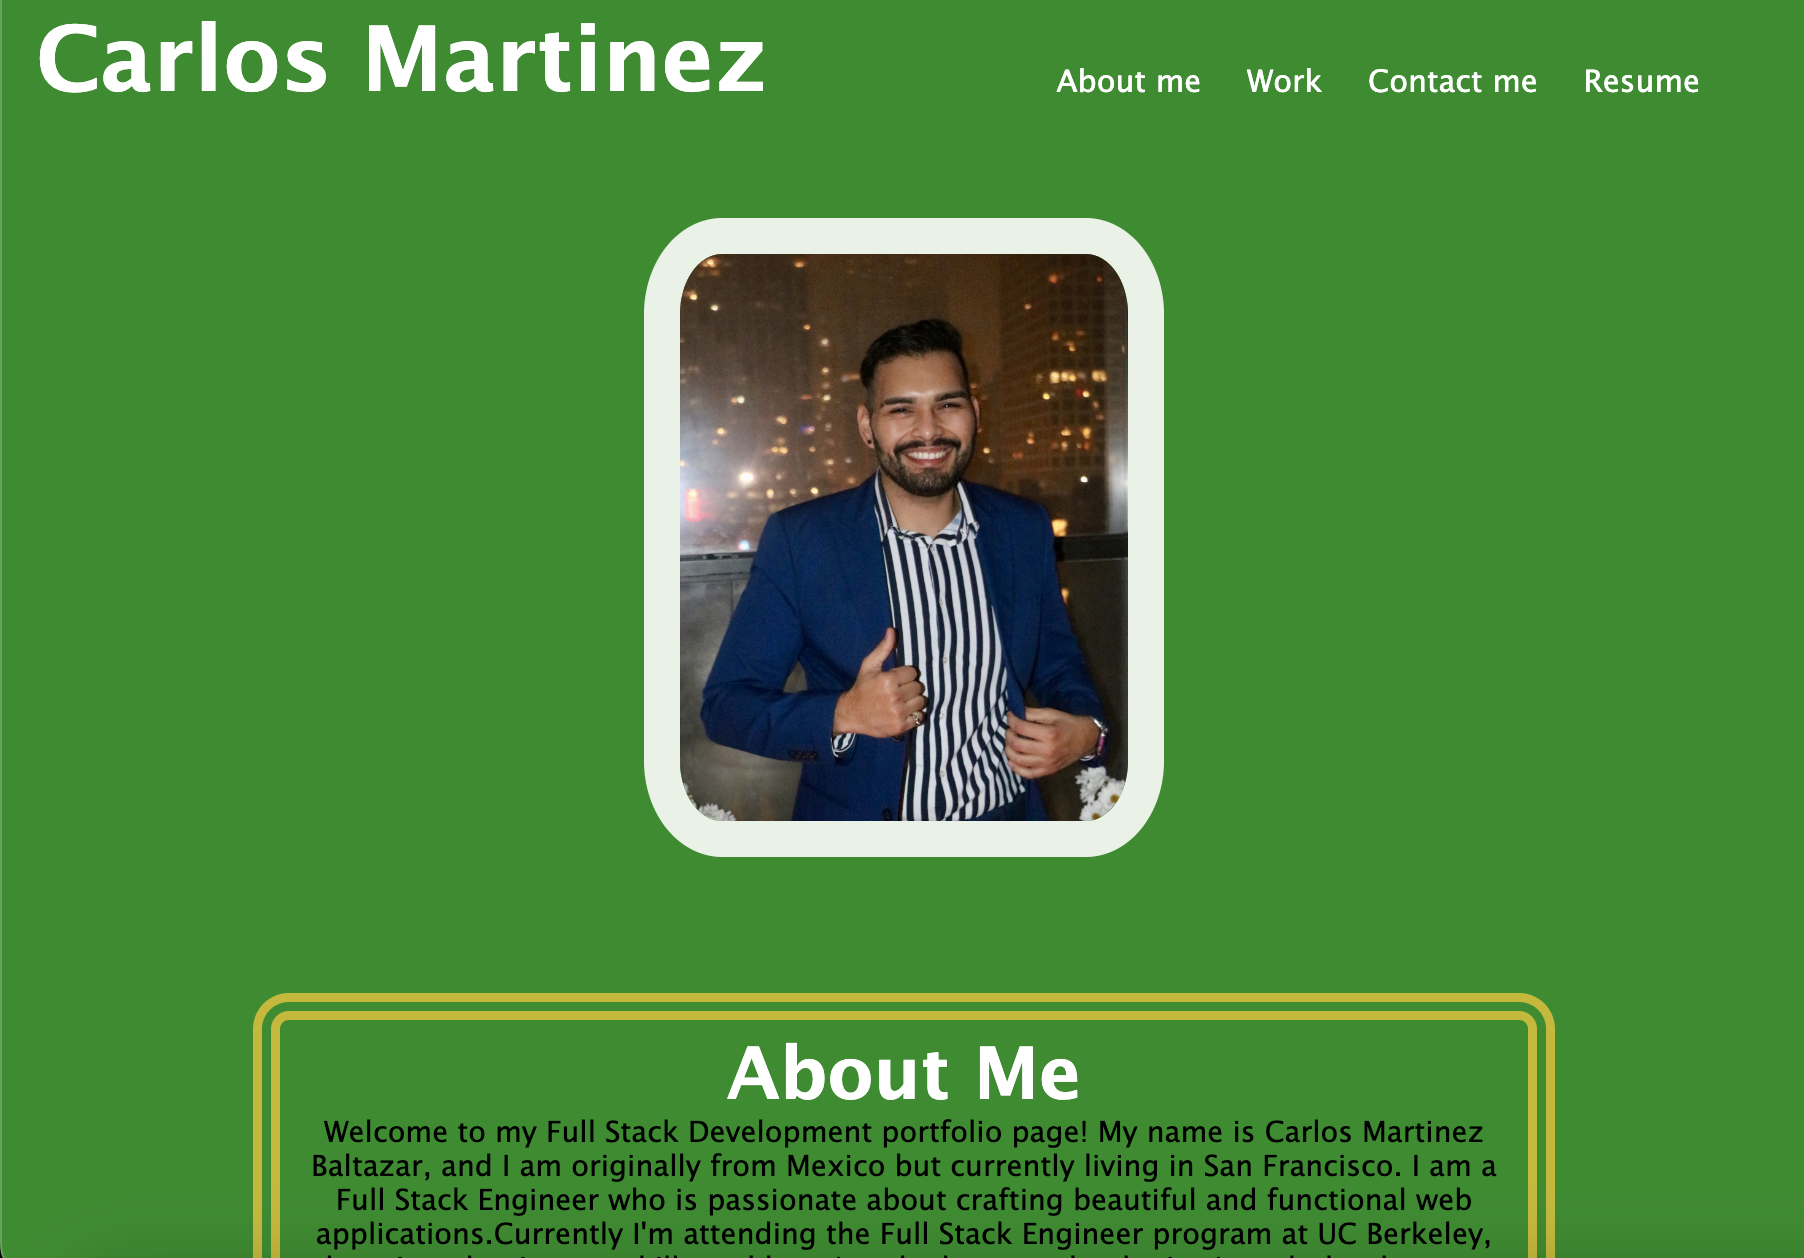 Carlos Martinez
About me Work Contact me Resume
About Me
Welcome to my Full Stack Development portfolio page! My name is Carlos Martinez
Baltazar, and I am originally from Mexico but currently living in San Francisco. I am a
Full Stack Engineer who is passionate about crafting beautiful and functional web
applications.Currently I'm attending the Full Stack Engineer program at UC Berkeley,